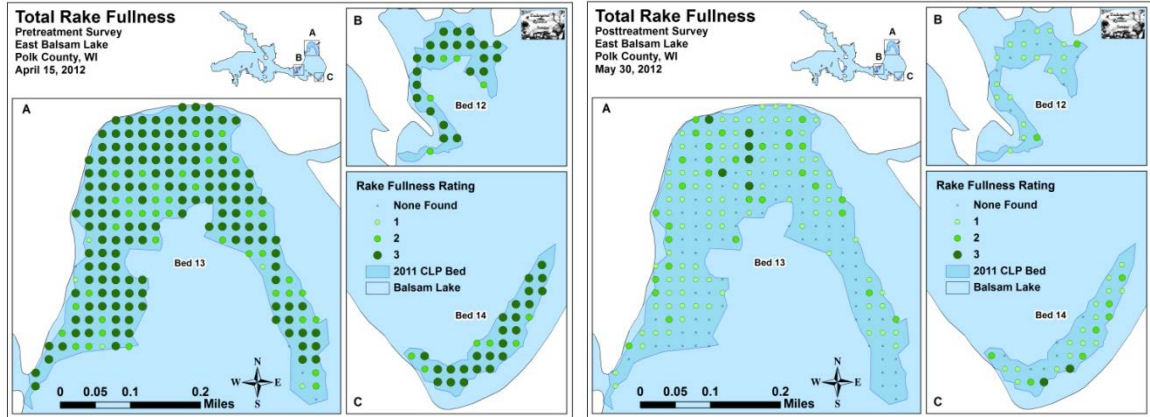 Total Rake Fullness
Pretreatment Survey
East Balsam Lake
Polk County, WI
April 15, 2012
A
B
C
B
Bed 12
A
Bed 13
Rake Fullness Rating
None Found
1
2
3
2011 CLP Bed
Balsam Lake
Bed 14
C
N
W E
S
0 0.05 0.1 0.2
Miles
Total Rake Fullness
Posttreatment Survey
East Balsam Lake
Polk County, WI
May 30, 2012
A
B
C
B
Bed 12
A
Bed 13
Rake Fullness Rating
None Found
1
2
3
2011 CLP Bed
Balsam Lake
Bed 14
C
N
W E
S
0 0.05 0.1 0.2
Miles